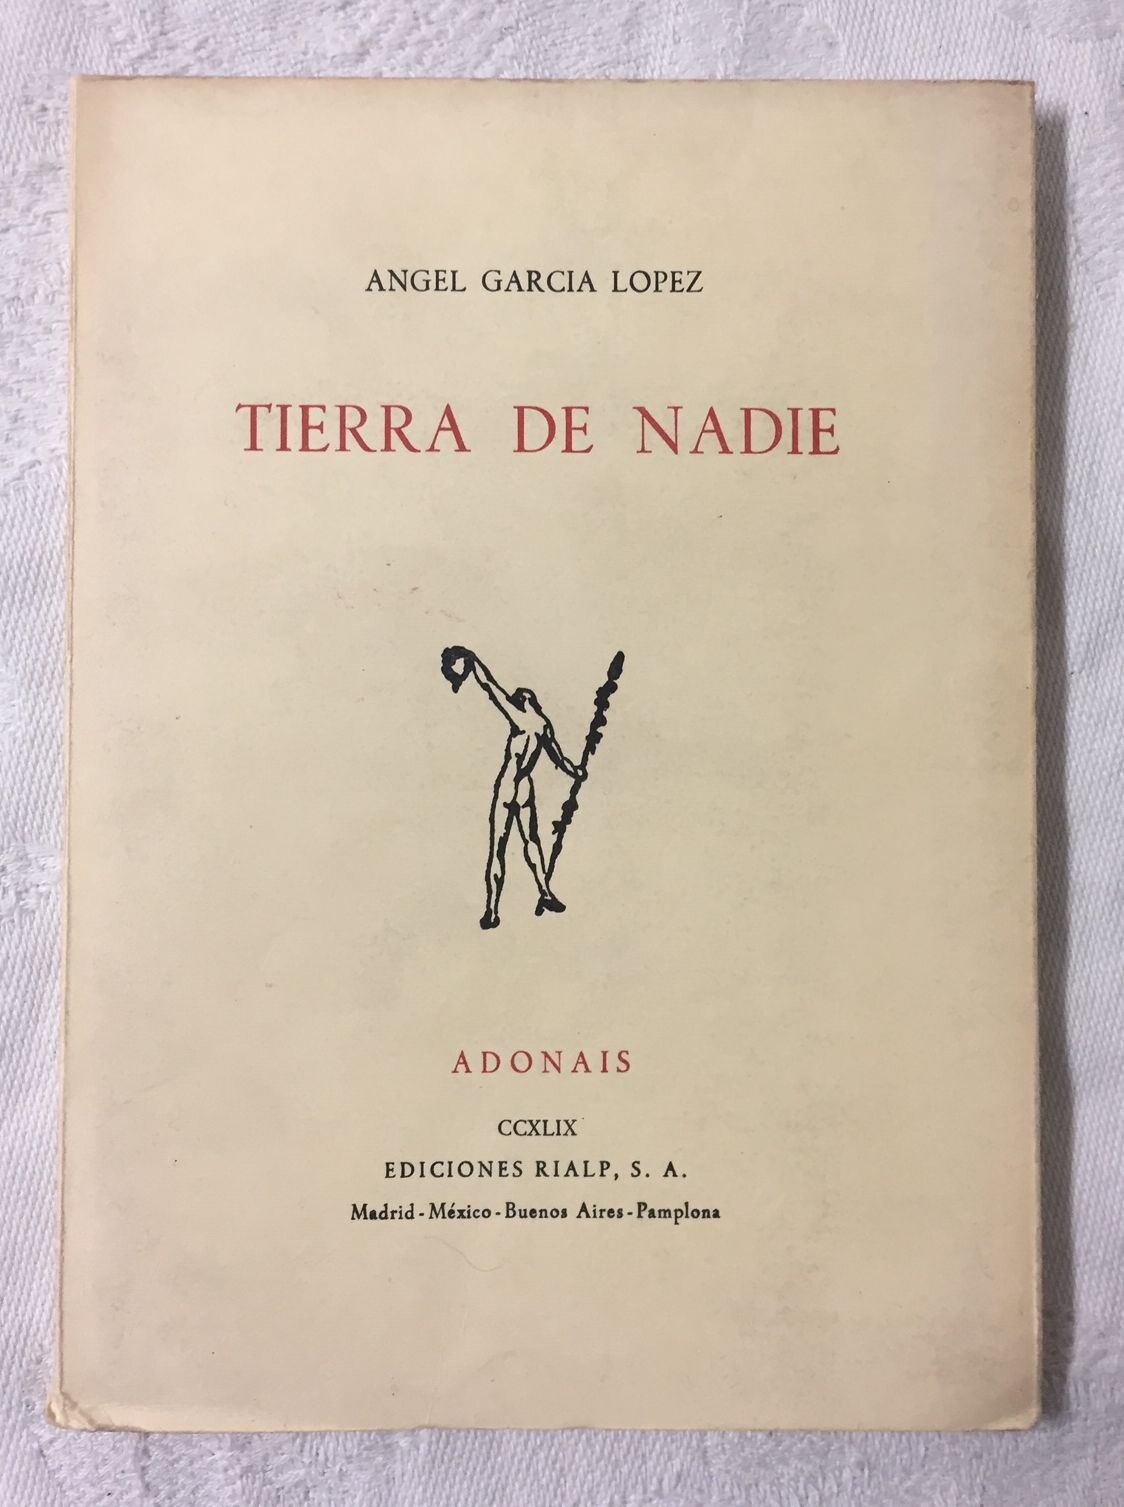 ANGEL GARCIA LOPEZ
TIERRA DE NADIE
ADONAIS
CCXLIX
EDICIONES RIALP, S. A.
Madrid - México - Buenos Aires - Pamplona